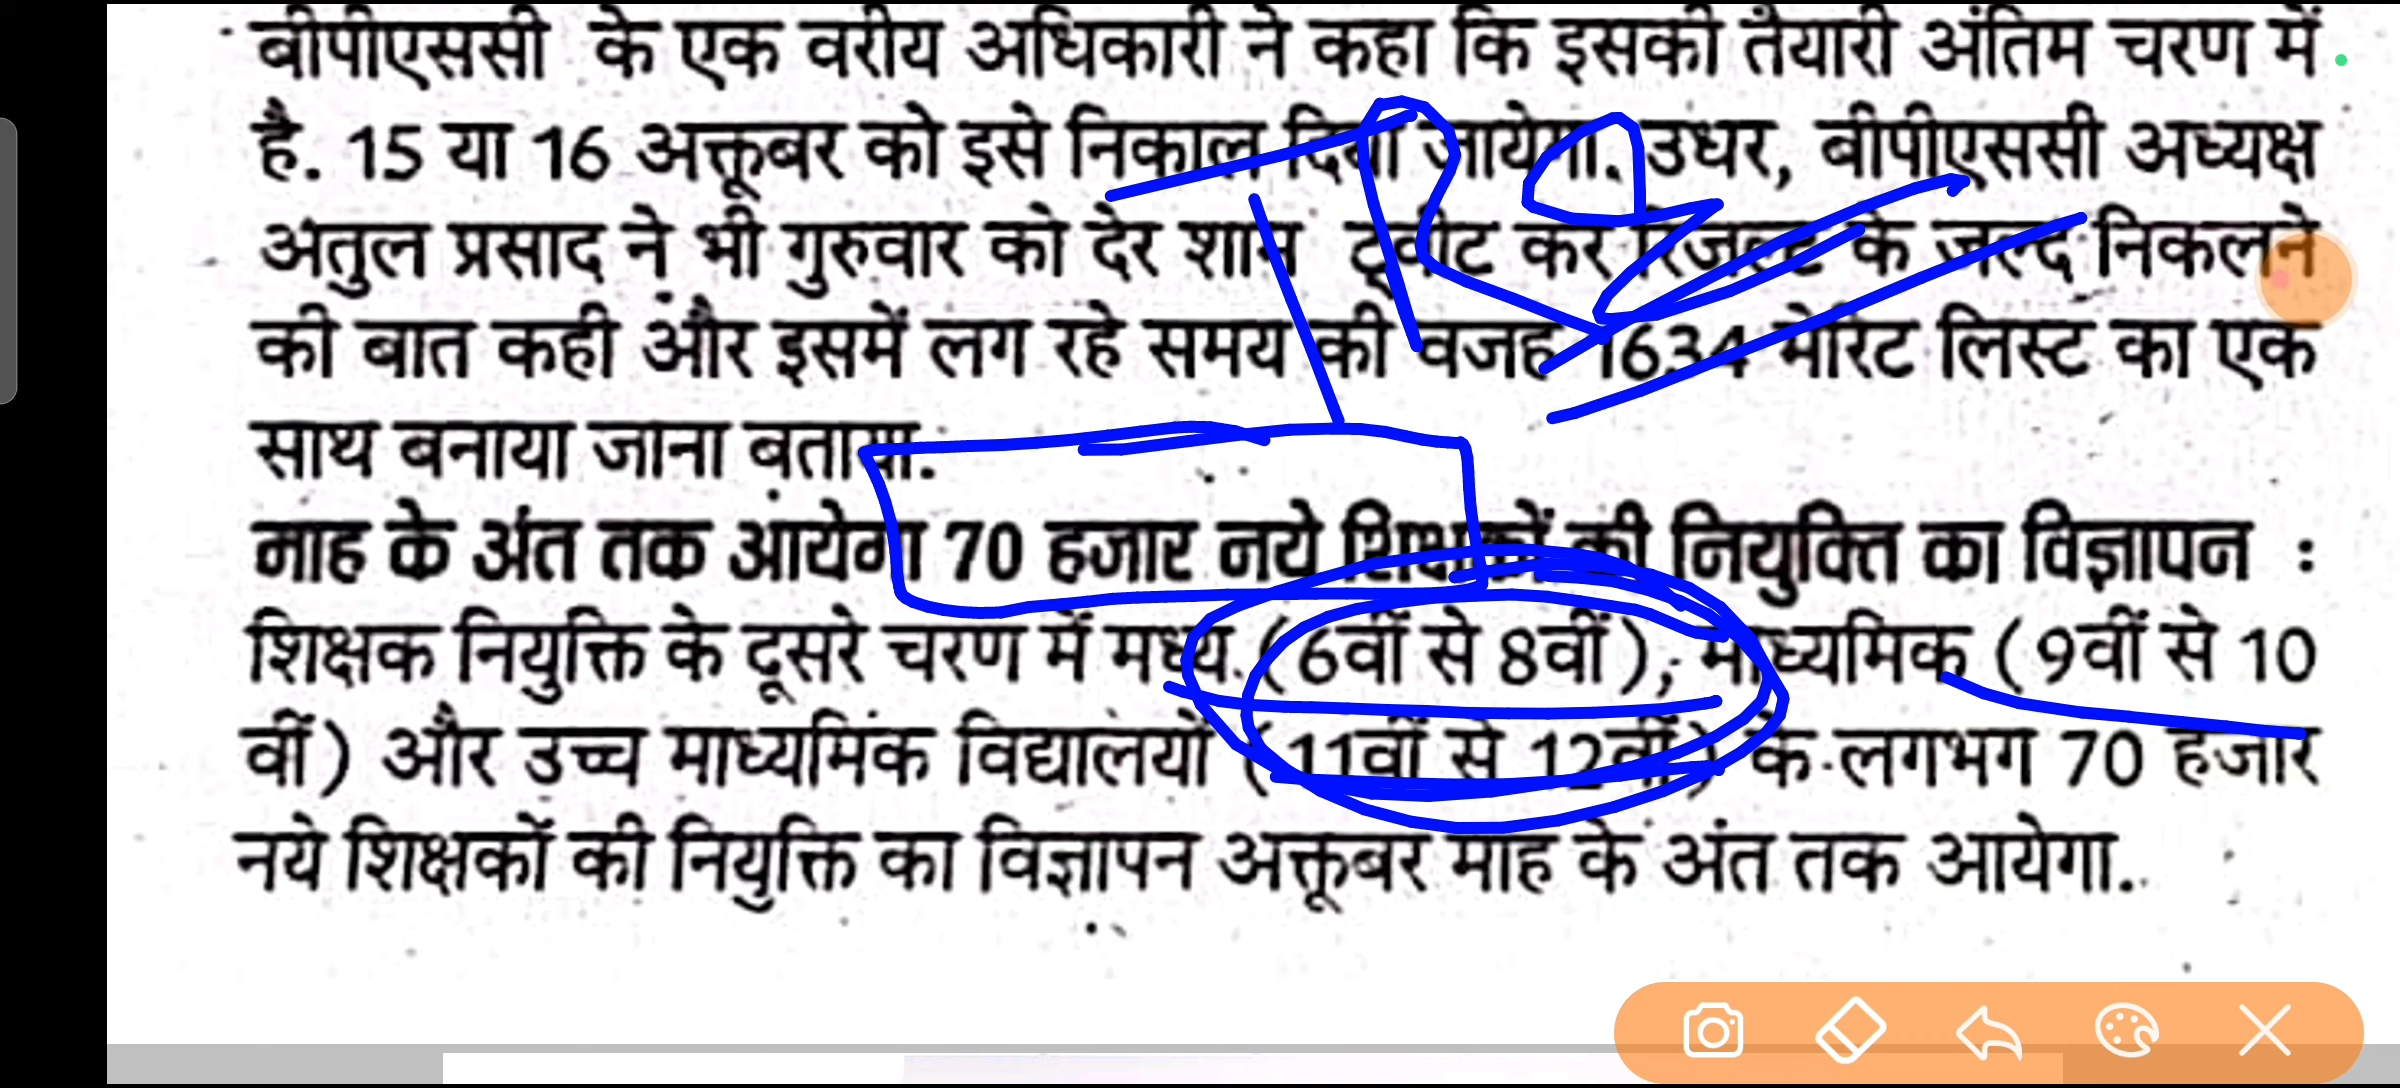 बीपीएससी के एक वरीय अधिकारी ने कहा कि इसकी तैयारी अंतिम चरण में
है. 15 या 16 अक्तूबर को इसे निकाल दिया जायेगा. उधर, बीपीएससी अध्यक्ष
अतुल प्रसाद ने भी गुरुवार को देर शाम ट्वीट कर रिजल्ट के जल्द निकलने
की बात कही और इसमें लग रहे समय की वजह 1634 मेरिट लिस्ट का एक
साथ बनाया जाना बताया.
माह के अंत तक आयेगा 70 हजार नये शिक्षकों की नियुक्ति का विज्ञापन :
शिक्षक नियुक्ति के दूसरे चरण में मध्य (6वीं से 8वीं), माध्यमिक (9वीं से 10
वीं) और उच्च माध्यमिक विद्यालयों (11वीं से 12वीं) के लगभग 70 हजार
नये शिक्षकों की नियुक्ति का विज्ञापन अक्तूबर माह के अंत तक आयेगा..